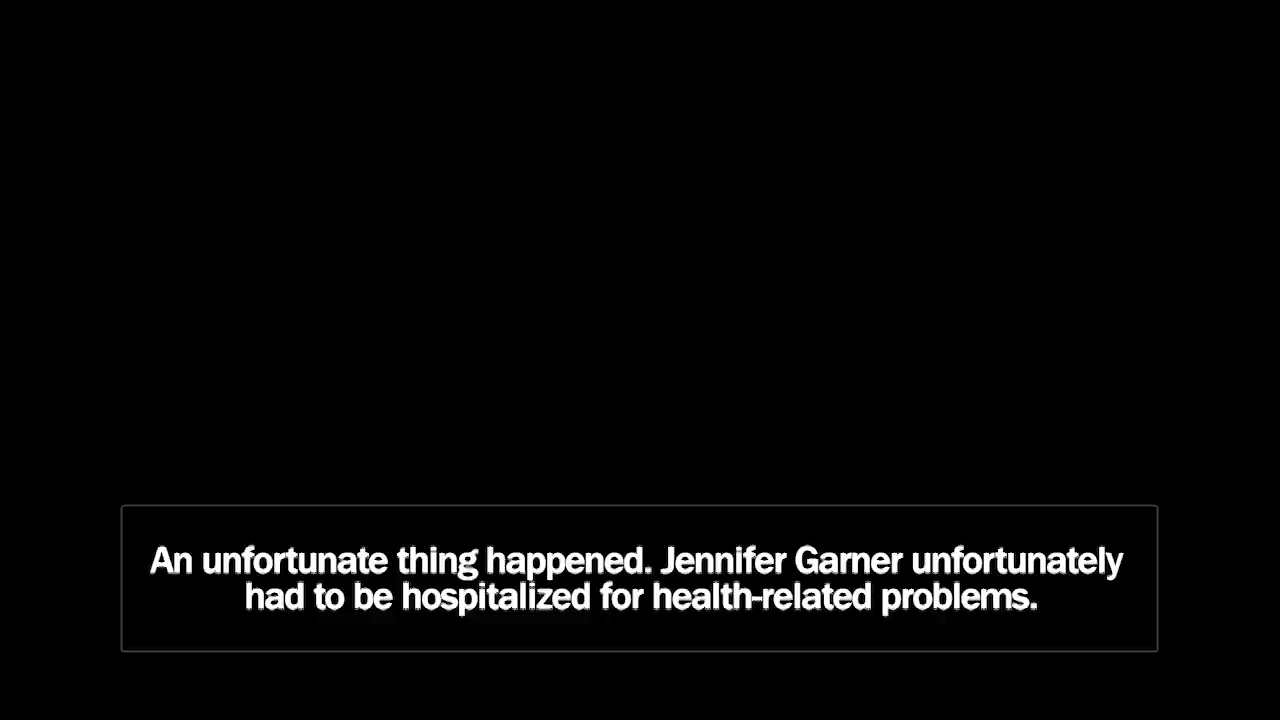 An unfortunate thing happened. Jennifer Garner unfortunately
had to be hospitalized for health-related problems.